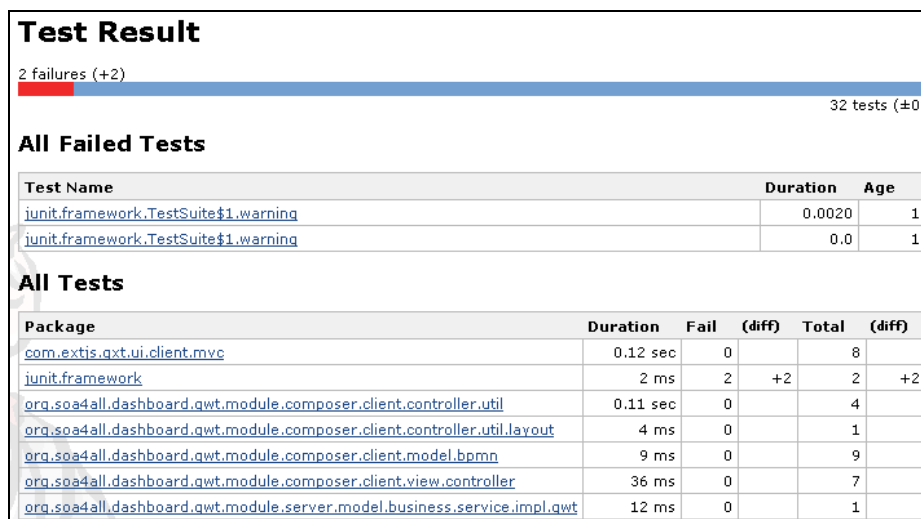 Test Result
2 failures (+2)
32 tests (±0
All Failed Tests
Test Name Duration Age
junit.framework.TestSuite$1.warning 0.0020 1
junit.framework.TestSuite$1.warning 0.0 1
All Tests
Package Duration Fail (diff) Total (diff)
com.extjs.gxt.ui.client.mvc 0.12 sec 0 8
junit.framework 2 ms 2 +2 2 +2
org.soa4all.dashboard.gwt.module.composer.client.controller.util 0.11 sec 0 4
org.soa4all.dashboard.gwt.module.composer.client.controller.util.layout 4 ms 0 1
org.soa4all.dashboard.gwt.module.composer.client.model.bpmn 9 ms 0 9
org.soa4all.dashboard.gwt.module.composer.client.view.controller 36 ms 0 7
org.soa4all.dashboard.gwt.module.server.model.business.service.impl.gwt 12 ms 0 1